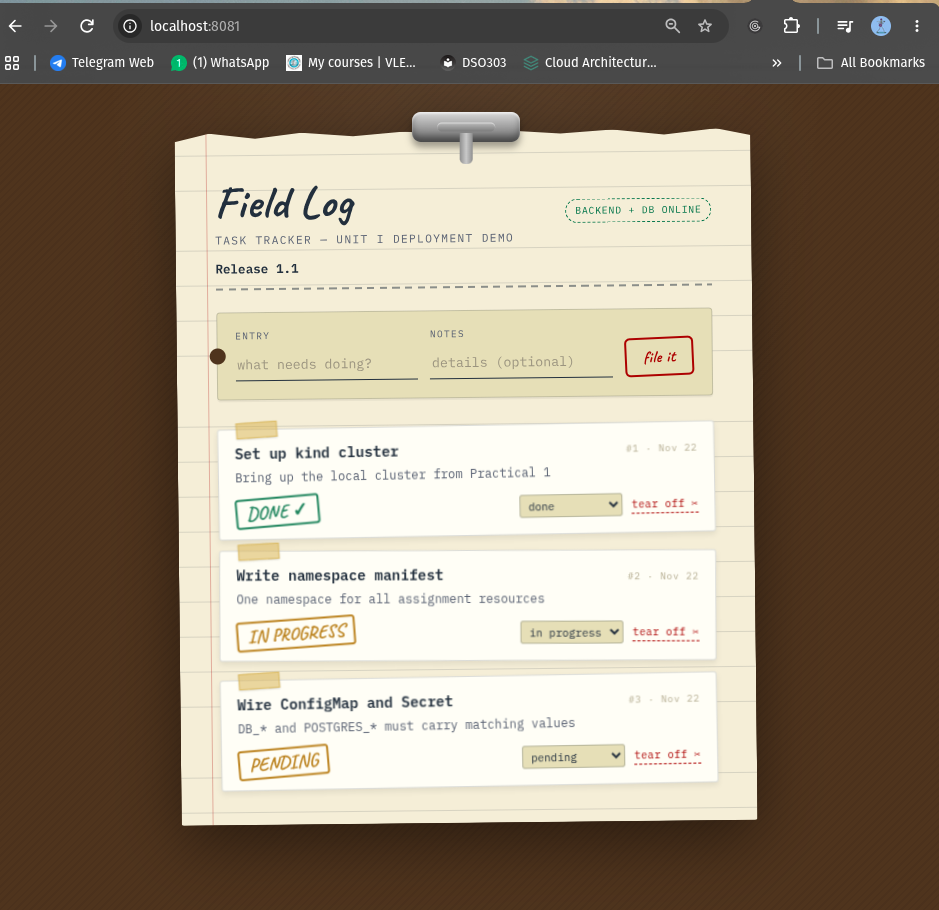 localhost:8081
Telegram Web
(1) WhatsApp
My courses | VLE...
DSO303
Cloud Architectur...
»
All Bookmarks
Field Log
BACKEND + DB ONLINE
TASK TRACKER — UNIT I DEPLOYMENT DEMO
Release 1.1
ENTRY
NOTES
what needs doing?
details (optional)
file it
Set up kind cluster
#1 · Nov 22
Bring up the local cluster from Practical 1
DONE ✓
done
tear off ✂
Write namespace manifest
#2 · Nov 22
One namespace for all assignment resources
IN PROGRESS
in progress
tear off ✂
Wire ConfigMap and Secret
#3 · Nov 22
DB_* and POSTGRES_* must carry matching values
PENDING
pending
tear off ✂